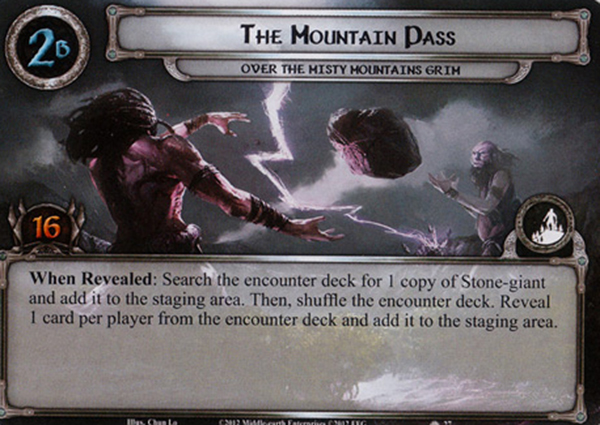 2B
THE MOUNTAIN PASS
OVER THE MISTY MOUNTAINS GRIM
16
When Revealed: Search the encounter deck for 1 copy of Stone-giant
and add it to the staging area. Then, shuffle the encounter deck. Reveal
1 card per player from the encounter deck and add it to the staging area.
Illus. Chun Lo
©2012 Middle-earth Enterprises ©2012 FFG